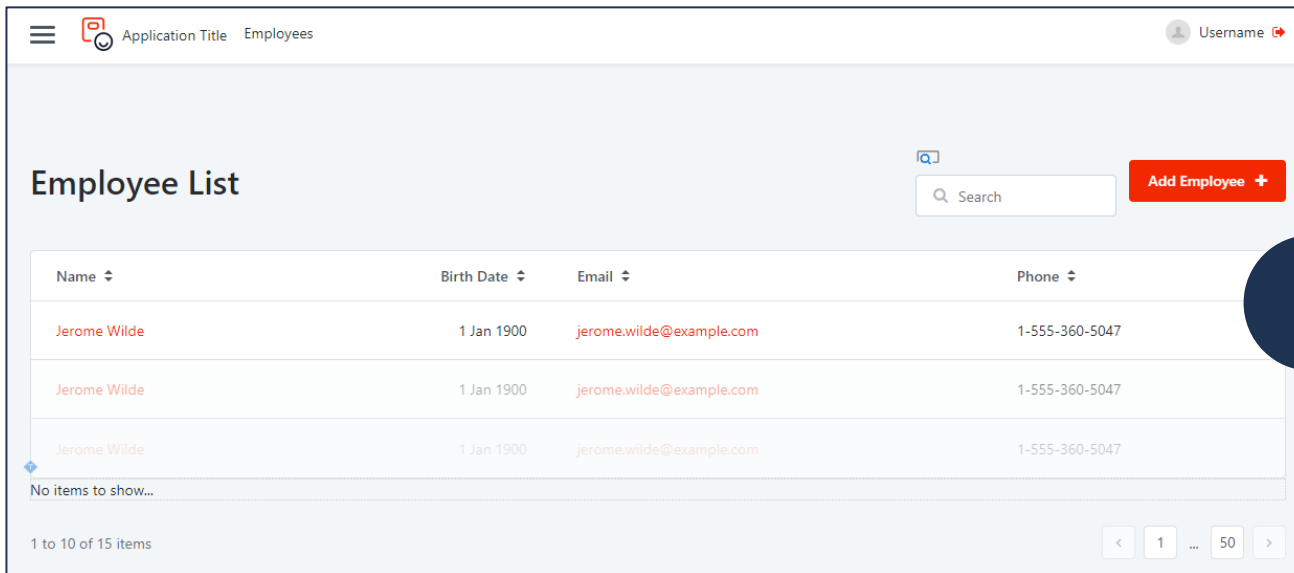 Application Title Employees Username
Employee List
Search
Add Employee +
Name Birth Date Email Phone
Jerome Wilde 1 Jan 1900 jerome.wilde@example.com 1-555-360-5047
Jerome Wilde 1 Jan 1900 jerome.wilde@example.com 1-555-360-5047
Jerome Wilde 1 Jan 1900 jerome.wilde@example.com 1-555-360-5047
No items to show...
1 to 10 of 15 items < 1 ... 50 >